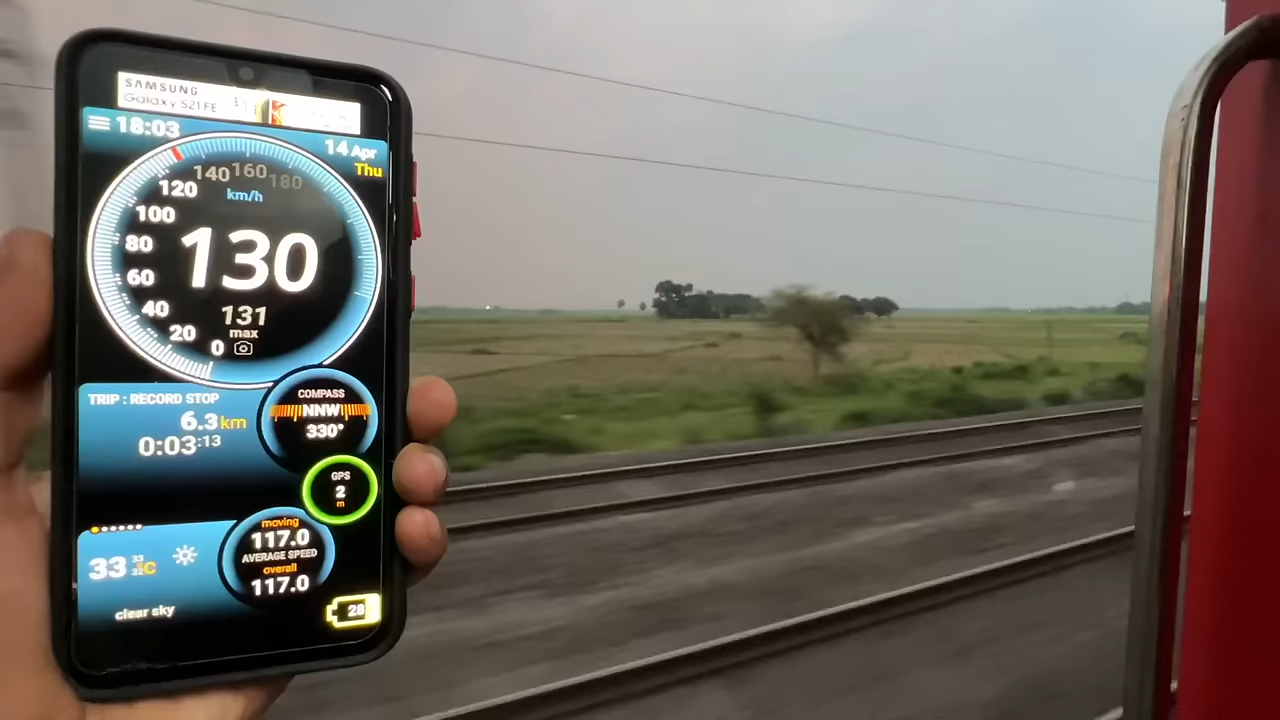 SAMSUNG
Galaxy S21 FE
18:03
14 Apr
Thu
140 160 180
120
km/h
100
80
130
60
40
131
20
max
0
TRIP : RECORD STOP
6.3 km
0:03:13
COMPASS
NNW
330°
GPS
2
m
33 °C
33
32
clear sky
moving
117.0
AVERAGE SPEED
overall
117.0
28